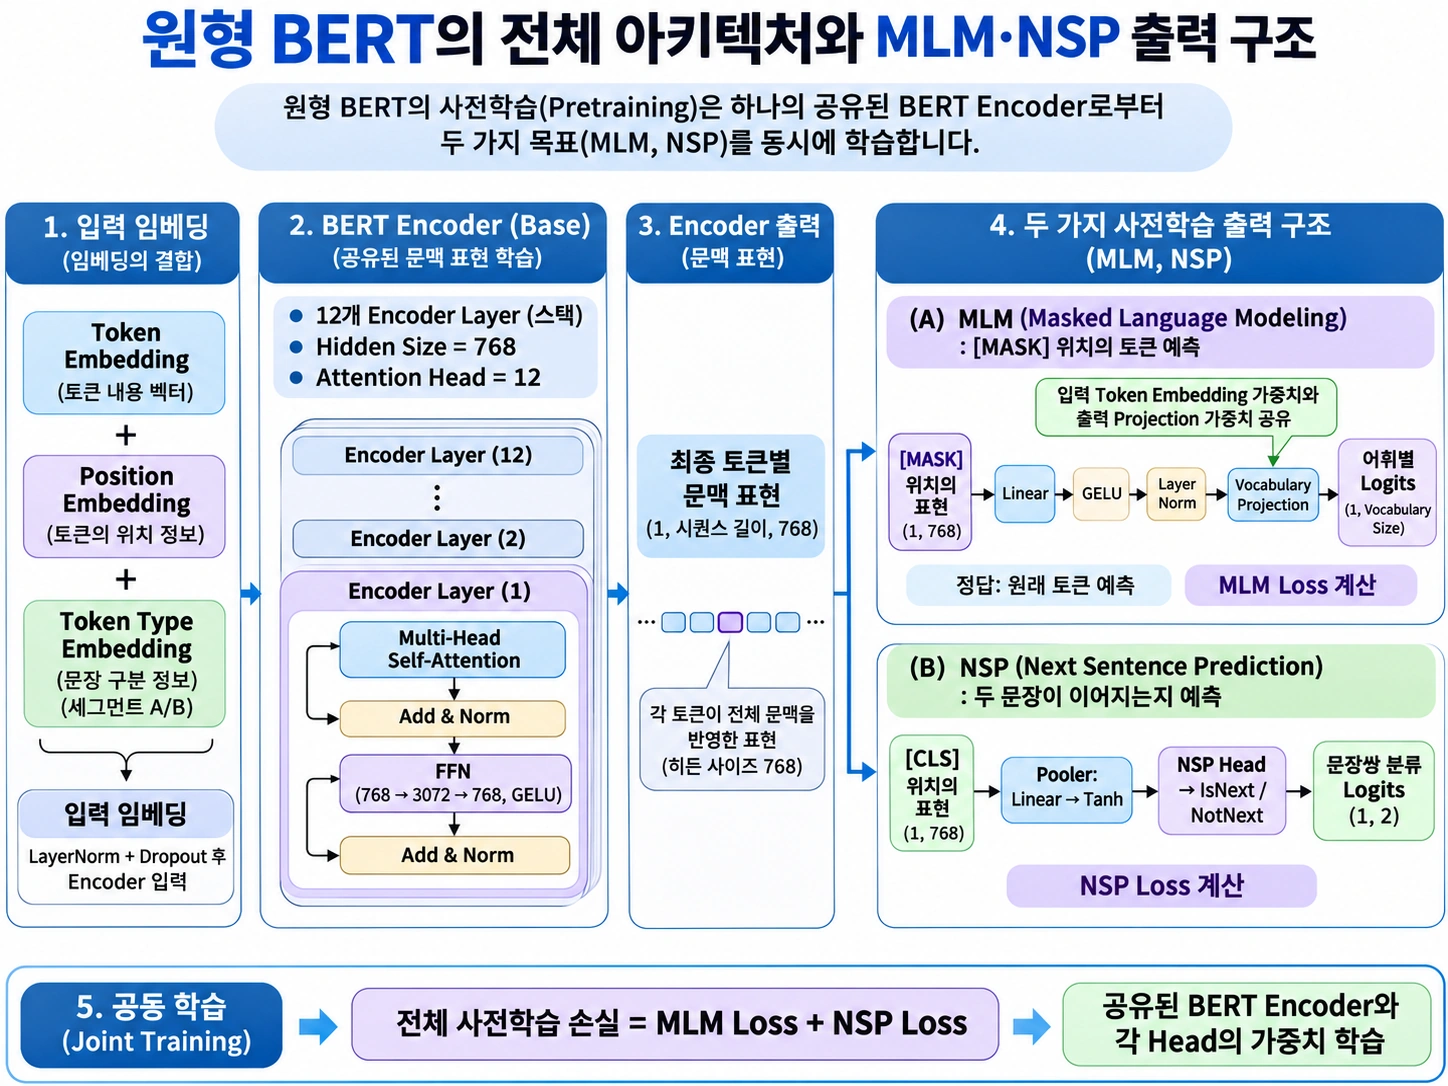 원형 BERT의 전체 아키텍처와 MLM·NSP 출력 구조
원형 BERT의 사전학습(Pretraining)은 하나의 공유된 BERT Encoder로부터
두 가지 목표(MLM, NSP)를 동시에 학습합니다.
1. 입력 임베딩
(임베딩의 결합)
Token
Embedding
(토큰 내용 벡터)
+
Position
Embedding
(토큰의 위치 정보)
+
Token Type
Embedding
(문장 구분 정보)
(세그먼트 A/B)
입력 임베딩
LayerNorm + Dropout 후
Encoder 입력
2. BERT Encoder (Base)
(공유된 문맥 표현 학습)
● 12개 Encoder Layer (스택)
● Hidden Size = 768
● Attention Head = 12
Encoder Layer (12)
⋮
Encoder Layer (2)
Encoder Layer (1)
Multi-Head
Self-Attention
Add & Norm
FFN
(768 → 3072 → 768, GELU)
Add & Norm
3. Encoder 출력
(문맥 표현)
최종 토큰별
문맥 표현
(1, 시퀀스 길이, 768)
... ...
각 토큰이 전체 문맥을
반영한 표현
(히든 사이즈 768)
4. 두 가지 사전학습 출력 구조
(MLM, NSP)
(A) MLM (Masked Language Modeling)
: [MASK] 위치의 토큰 예측
입력 Token Embedding 가중치와
출력 Projection 가중치 공유
[MASK]
위치의
표현
(1, 768)
Linear
GELU
Layer
Norm
Vocabulary
Projection
어휘별
Logits
(1, Vocabulary
Size)
정답: 원래 토큰 예측
MLM Loss 계산
(B) NSP (Next Sentence Prediction)
: 두 문장이 이어지는지 예측
[CLS]
위치의
표현
(1, 768)
Pooler:
Linear → Tanh
NSP Head
→ IsNext /
NotNext
문장쌍 분류
Logits
(1, 2)
NSP Loss 계산
5. 공동 학습
(Joint Training)
전체 사전학습 손실 = MLM Loss + NSP Loss
공유된 BERT Encoder와
각 Head의 가중치 학습